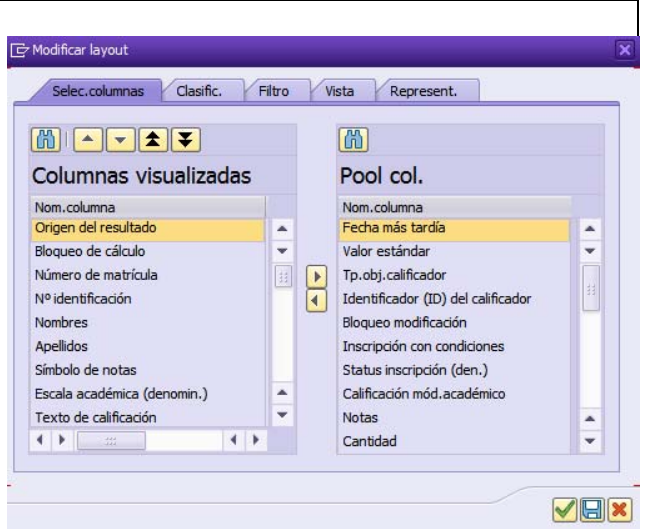 Modificar layout
Selec.columnas Clasific. Filtro Vista Represent.
Columnas visualizadas
Nom.columna
Origen del resultado
Bloqueo de cálculo
Número de matrícula
Nº identificación
Nombres
Apellidos
Símbolo de notas
Escala académica (denomin.)
Texto de calificación
Pool col.
Nom.columna
Fecha más tardía
Valor estándar
Tp.obj.calificador
Identificador (ID) del calificador
Bloqueo modificación
Inscripción con condiciones
Status inscripción (den.)
Calificación mód.académico
Notas
Cantidad